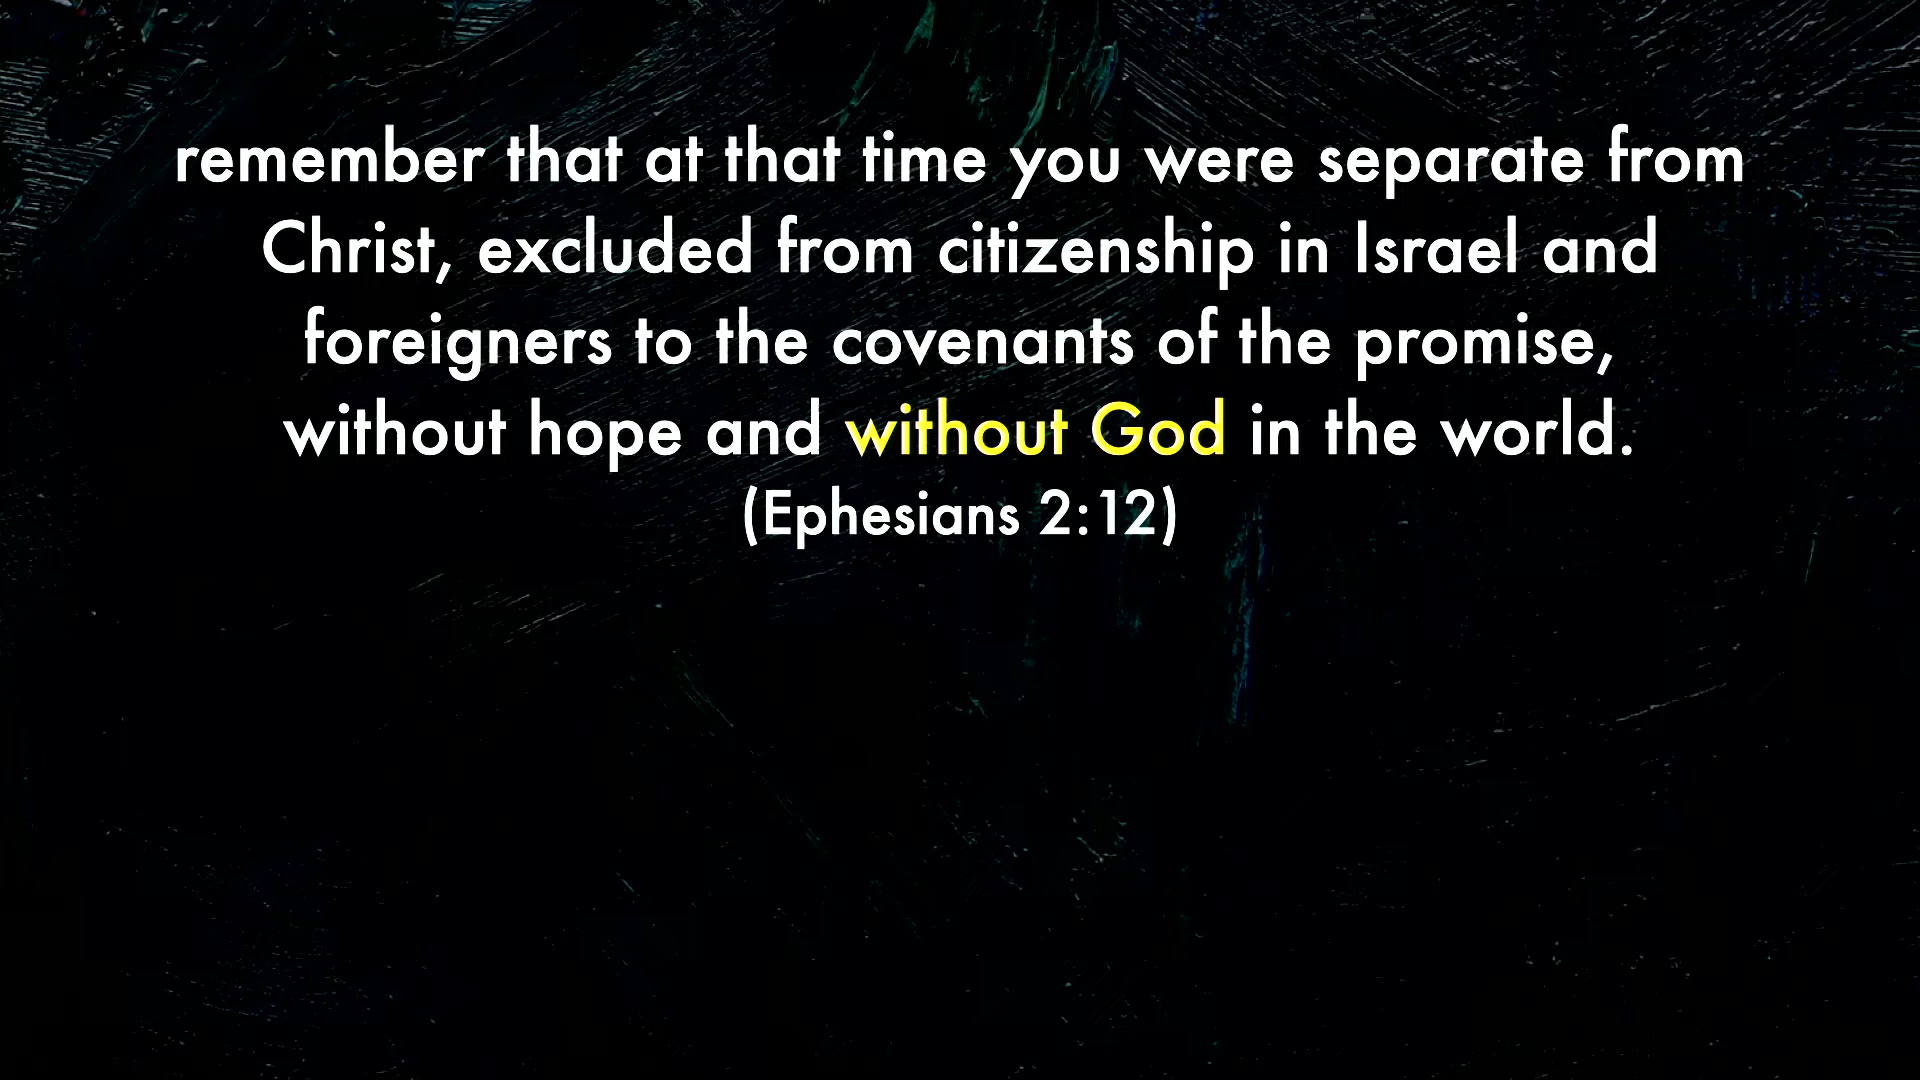 remember that at that time you were separate from
Christ, excluded from citizenship in Israel and
foreigners to the covenants of the promise,
without hope and without God in the world.
(Ephesians 2:12)